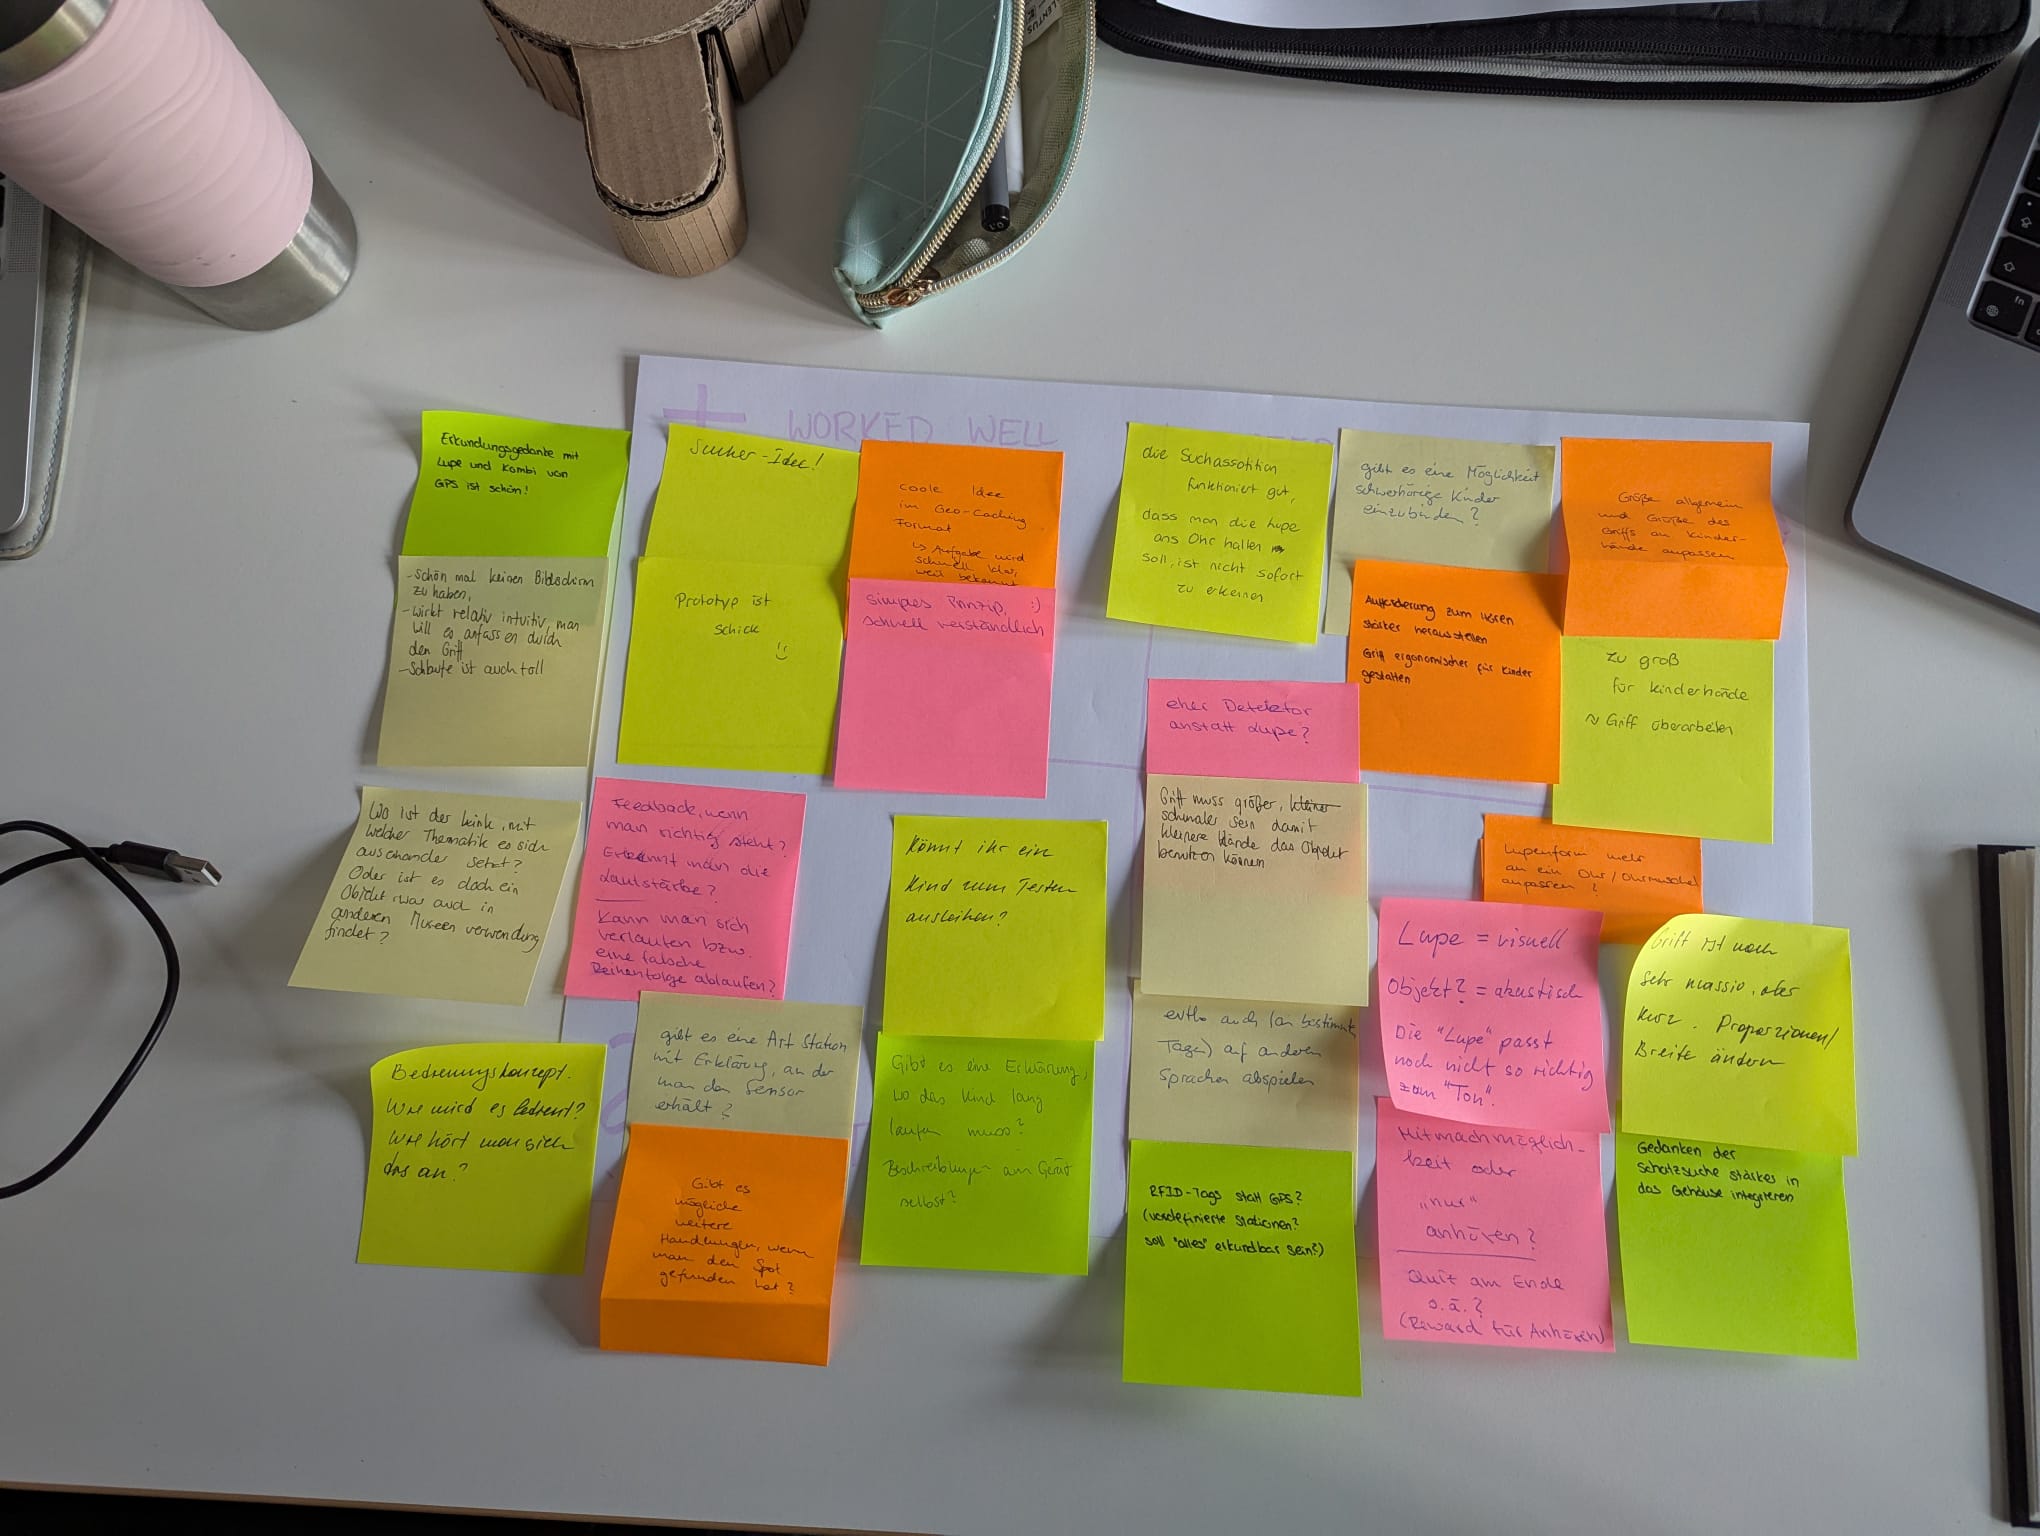 WORKED WELL
Erkundungsgedanke mit
Lupe und Kombi von
GPS ist schön!
- schön mal keinen Bildschirm
zu haben,
- wirkt relativ intuitiv, man
will es anfassen durch
den Griff
- Schbute ist auch toll
Sucher-Idee!
Prototyp ist
schick
coole Idee
im Geo-Caching
Format
↳ Aufgabe wird
schnell klar,
weil bekannt
simples Prinzip, :)
schnell verständlich
die Suchassotition
funktioniert gut,
dass man die Lupe
ans Ohr halten
soll, ist nicht sofort
zu erkennen
gibt es eine Möglichkeit
schwerhörige Kinder
einzubinden?
Größe allgemein
und Größe des
Griffs an Kinder-
hände anpassen
Aufforderung zum Hören
stärker herausstellen
Griff ergonomischer für Kinder
gestalten
zu groß
für Kinderhände
~ Griff überarbeiten
eher Detektor
anstatt Lupe?
Griff muss größer, kleiner
schmaler sein damit
kleinere Hände das Objekt
benutzen können
Lupenform mehr
an ein Ohr/Ohrmuschel
anpassen?
Wo ist der Link, mit
welcher Thematik es sich
auseinander setzt?
Oder ist es doch ein
Objekt was auch in
anderen Museen verwendung
findet?
Feedback, wenn
man richtig steht?
Erkennt man die
Lautstärke?
Kann man sich
verlaufen bzw.
eine falsche
Reihenfolge ablaufen?
Könnt ihr ein
Kind zum Testen
ausleihen?
Lupe = visuell
Objekt? = akustisch
Die "Lupe" passt
noch nicht so richtig
zum "Ton".
Griff ist noch
sehr massiv, aber
kurz. Proporzionen/
Breite ändern
Bedienungskonzept.
Wie wird es bedient?
Wie hört man sich
das an?
gibt es eine Art Station
mit Erklärung, an der
man den Sensor
erhält?
Gibt es
mögliche
weitere
Handlungen, wenn
man den Spot
gefunden hat?
Gibt es eine Erklärung,
wo das Kind lang
laufen muss?
Beschreibungen am Gerät
selbst?
evtl. auch (an bestimmten
Tagen) auf anderen
Sprachen abspielen
RFID-Tags statt GPS?
(vordefinierte Stationen?
soll "alles" erkundbar sein?)
Mitmachmöglich-
keit oder
„nur"
anhören?
Quiz am Ende
o.ä.?
(Reward für Anhören)
Gedanken der
Schatzsuche stärker in
das Gehäuse integrieren
fn